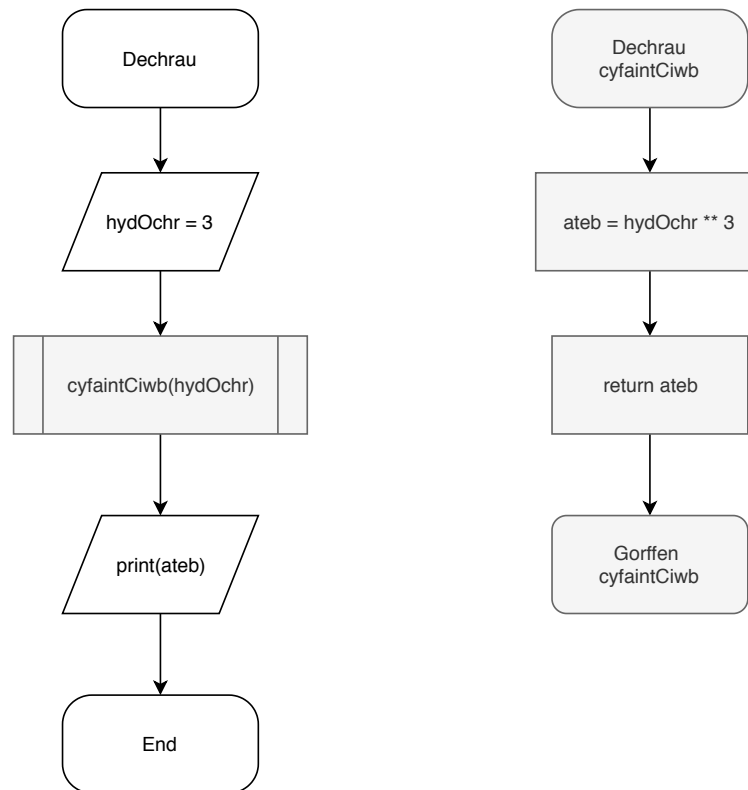 Dechrau
hydOchr = 3
cyfaintCiwb(hydOchr)
print(ateb)
End
Dechrau
cyfaintCiwb
ateb = hydOchr ** 3
return ateb
Gorffen
cyfaintCiwb